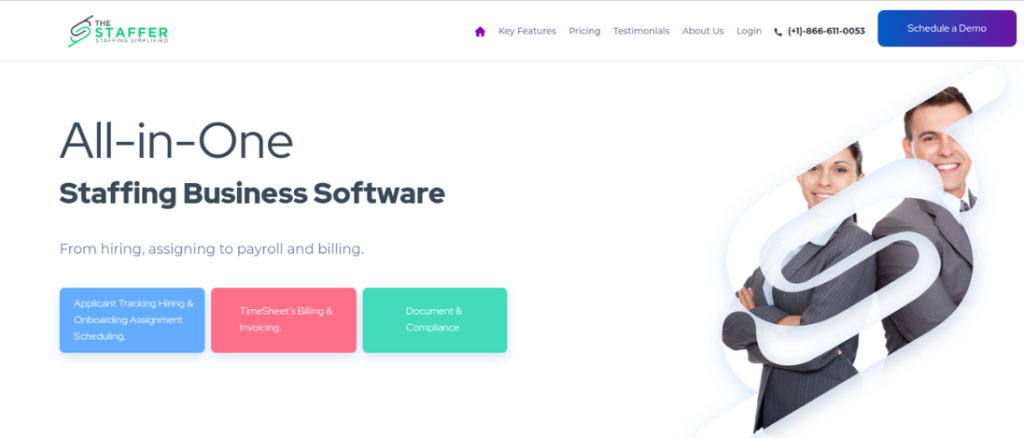 THE
STAFFER
STAFFING SIMPLIFIED
Key Features Pricing Testimonials About Us Login (+1)-866-611-0053 Schedule a Demo
All-in-One
Staffing Business Software
From hiring, assigning to payroll and billing.
Applicant Tracking Hiring &
Onboarding Assignment
Scheduling.
TimeSheet's Billing &
Invoicing.
Document &
Compliance